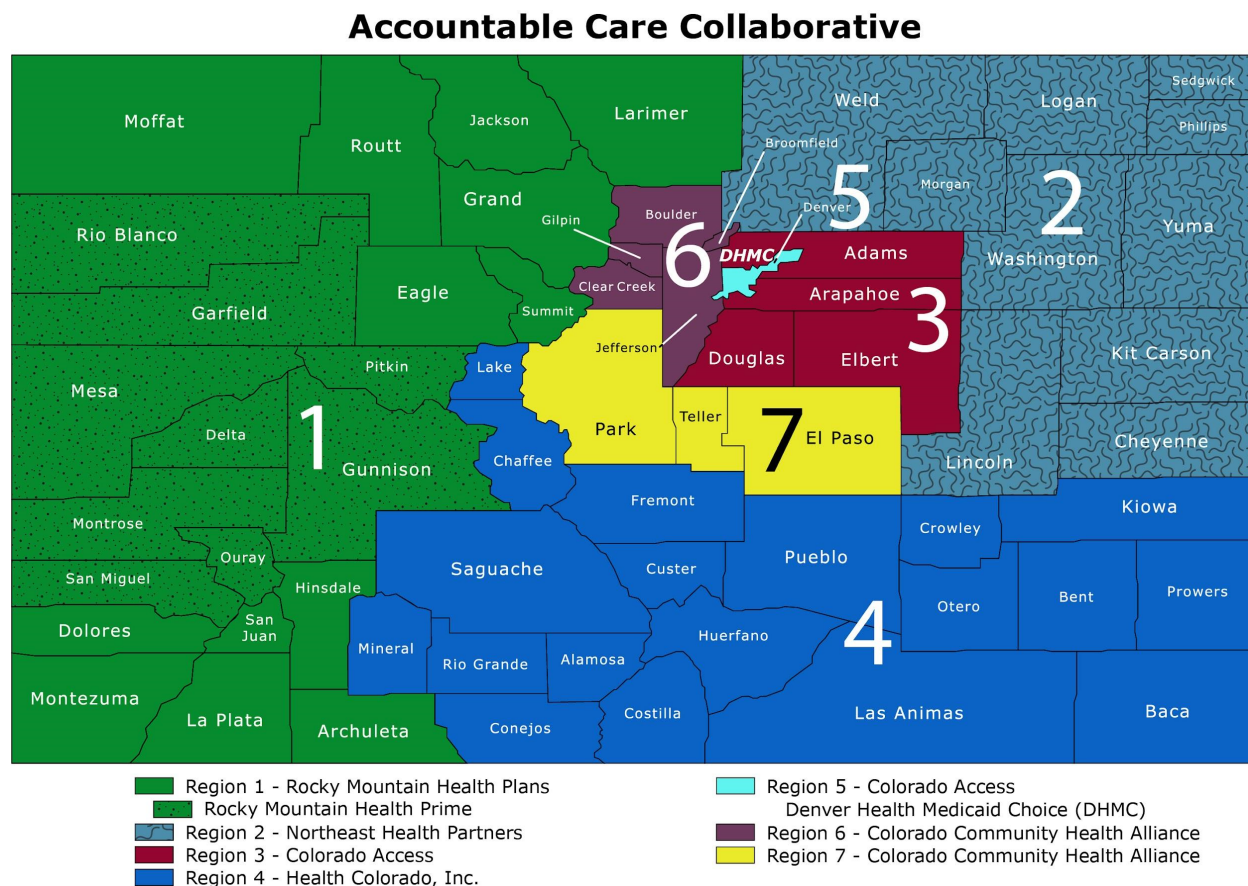 Accountable Care Collaborative
Moffat
Routt
Jackson
Larimer
Weld
Logan
Sedgwick
Phillips
Broomfield
Morgan
Grand
Boulder
Gilpin
5
Denver
2
Yuma
Rio Blanco
6
DHMC
Adams
Washington
Eagle
Clear Creek
Arapahoe
Garfield
Summit
3
Jefferson
Douglas
Elbert
Kit Carson
Mesa
Pitkin
Lake
1
Delta
Park
Teller
7
El Paso
Cheyenne
Gunnison
Chaffee
Lincoln
Fremont
Montrose
Kiowa
Crowley
Ouray
Saguache
Custer
Pueblo
San Miguel
Hinsdale
Otero
Bent
Prowers
Dolores
San
Juan
Mineral
Rio Grande
Alamosa
Huerfano
4
Montezuma
La Plata
Archuleta
Conejos
Costilla
Las Animas
Baca
Region 1 - Rocky Mountain Health Plans
Rocky Mountain Health Prime
Region 2 - Northeast Health Partners
Region 3 - Colorado Access
Region 4 - Health Colorado, Inc.
Region 5 - Colorado Access
Denver Health Medicaid Choice (DHMC)
Region 6 - Colorado Community Health Alliance
Region 7 - Colorado Community Health Alliance